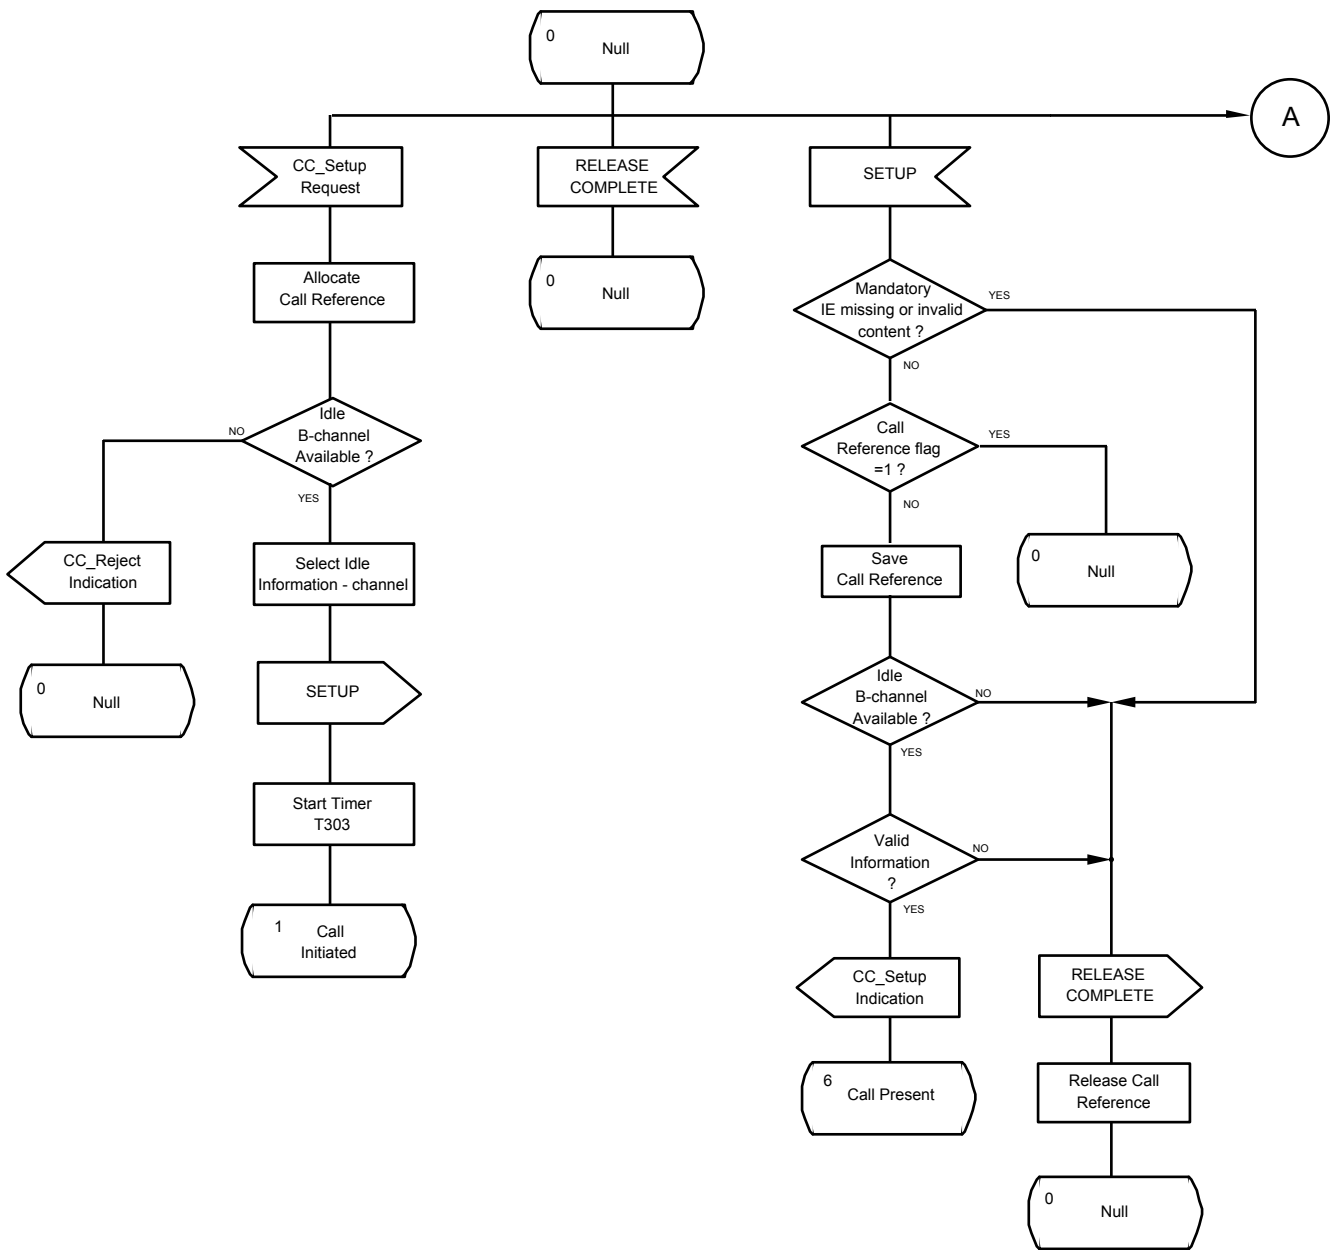 0
Null
A
CC_Setup
Request
RELEASE
COMPLETE
SETUP
Allocate
Call Reference
0
Null
Mandatory
IE missing or invalid
content ?
YES
NO
Idle
B-channel
Available ?
NO
YES
Call
Reference flag
=1 ?
YES
NO
CC_Reject
Indication
Select Idle
Information - channel
Save
Call Reference
0
Null
0
Null
SETUP
Idle
B-channel
Available ?
NO
YES
Start Timer
T303
Valid
Information
?
NO
YES
1
Call
Initiated
CC_Setup
Indication
RELEASE
COMPLETE
6
Call Present
Release Call
Reference
0
Null